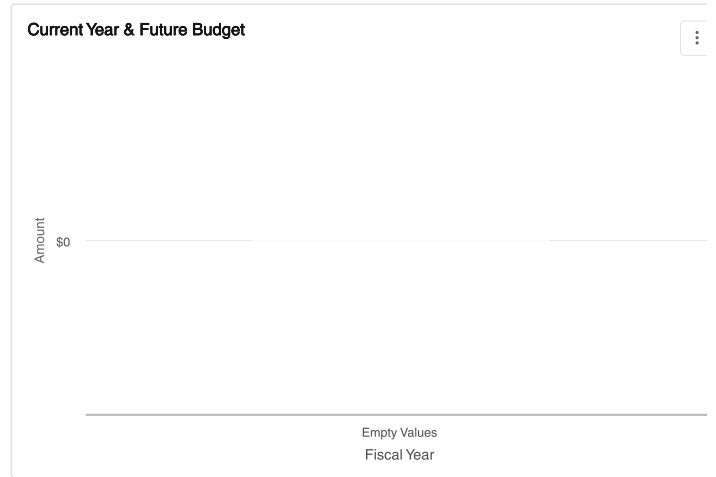 Current Year & Future Budget
Amount
$0
Empty Values
Fiscal Year